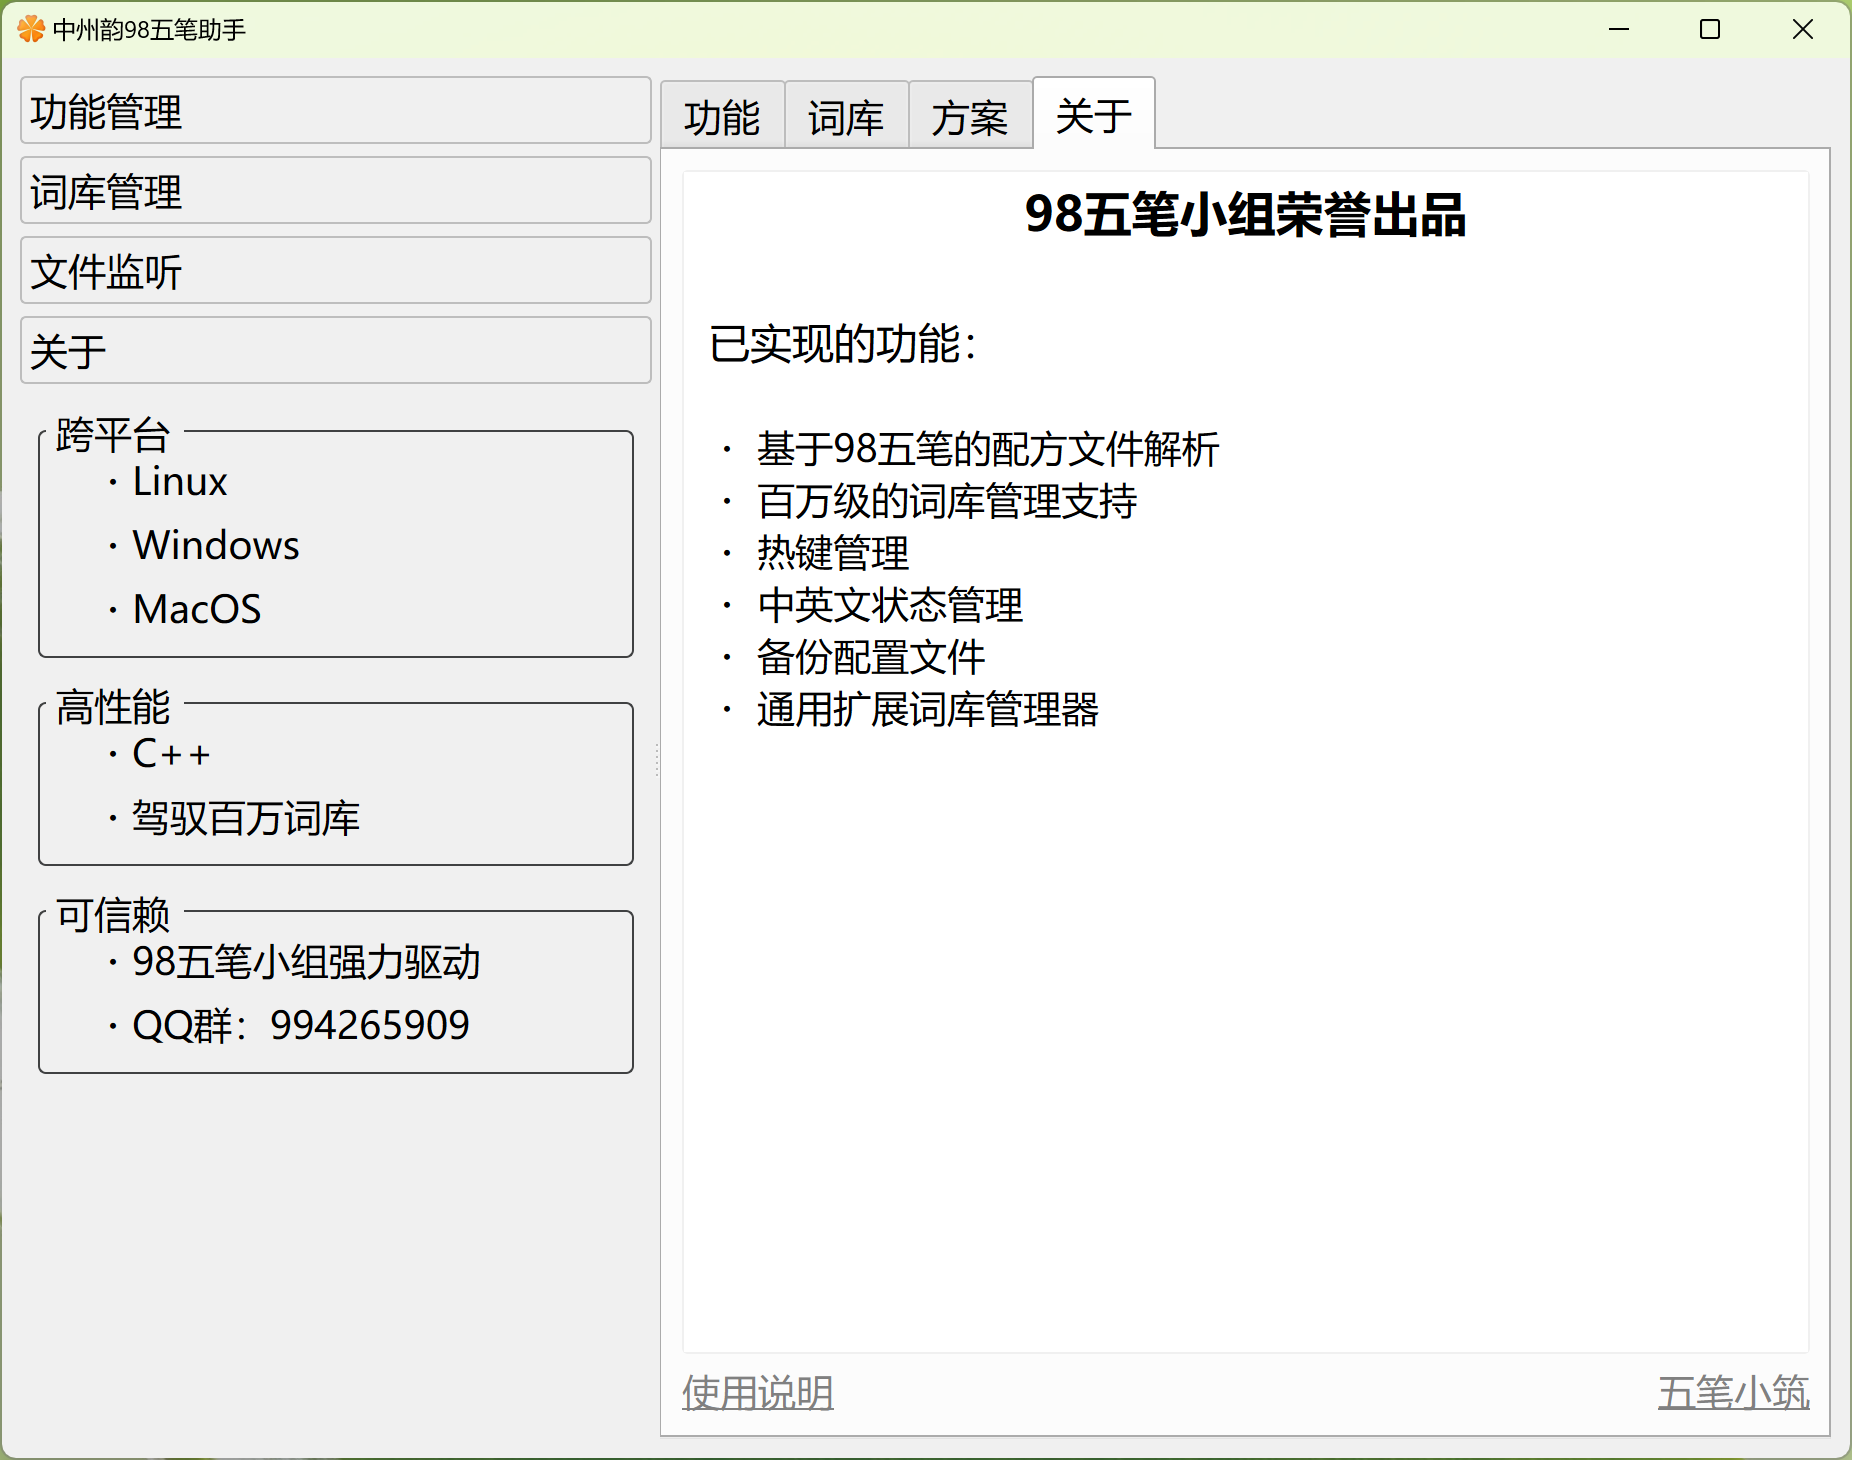 中州韵98五笔助手
功能管理
词库管理
文件监听
关于
跨平台
· Linux
· Windows
· MacOS
高性能
· C++
· 驾驭百万词库
可信赖
· 98五笔小组强力驱动
· QQ群：994265909
功能 词库 方案 关于
98五笔小组荣誉出品
已实现的功能：
· 基于98五笔的配方文件解析
· 百万级的词库管理支持
· 热键管理
· 中英文状态管理
· 备份配置文件
· 通用扩展词库管理器
使用说明 五笔小筑